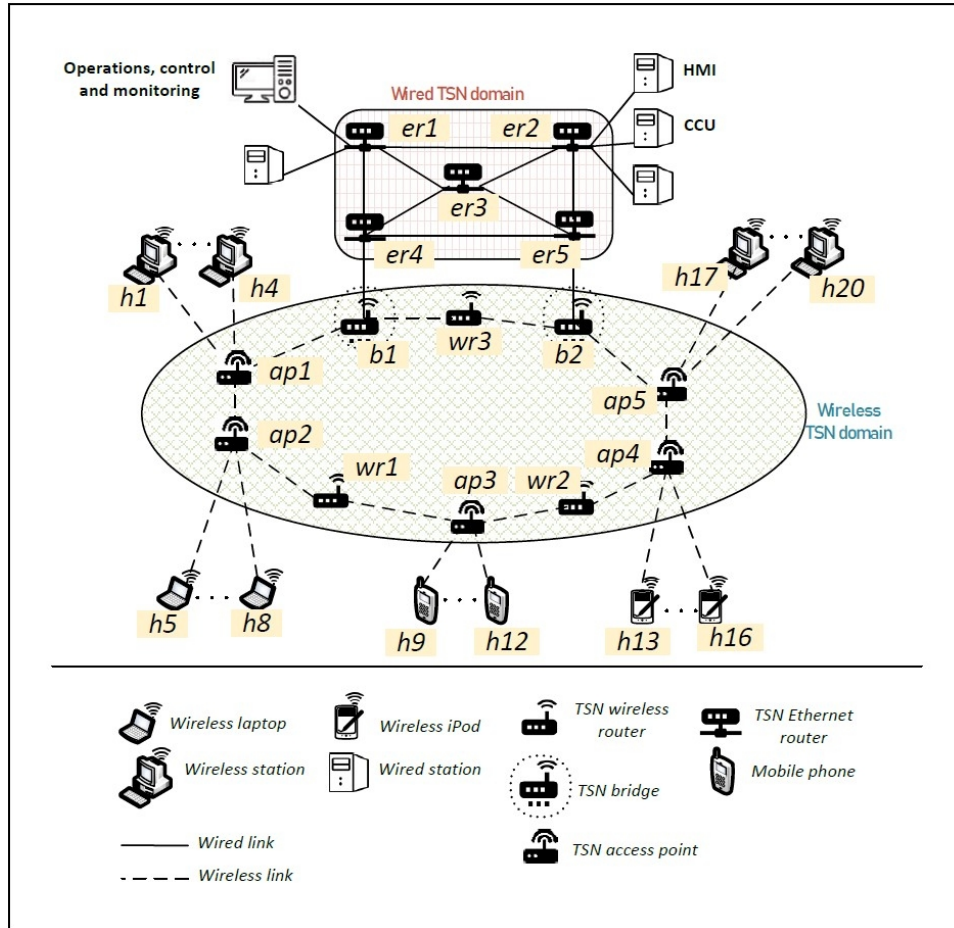 Operations, control
and monitoring
HMI
Wired TSN domain
CCU
er1
er2
er3
er4
er5
h1
h4
h17
h20
b1
wr3
b2
ap1
ap5
Wireless
TSN domain
ap2
ap4
wr1
ap3
wr2
h5
h8
h9
h12
h13
h16
Wireless laptop
Wireless iPod
TSN wireless
router
TSN Ethernet
router
Wireless station
Wired station
TSN bridge
Mobile phone
Wired link
TSN access point
Wireless link